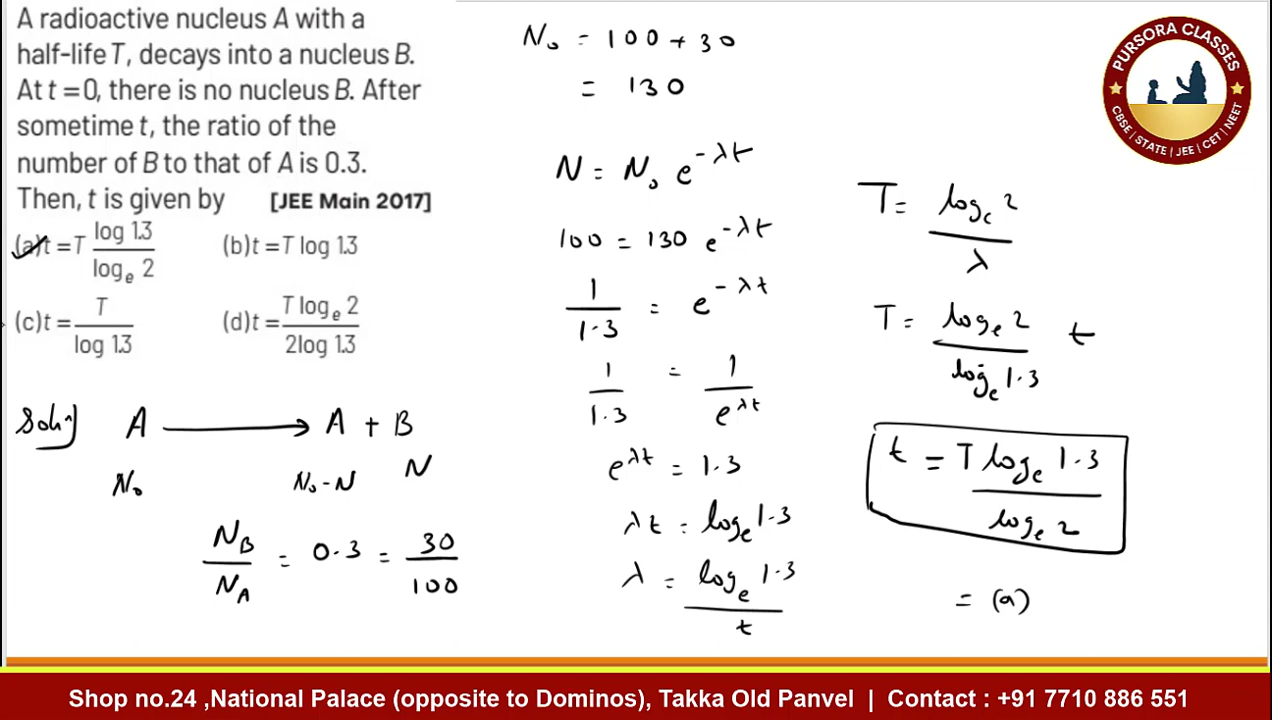 A radioactive nucleus A with a
half-life T, decays into a nucleus B.
At t = 0, there is no nucleus B. After
sometime t, the ratio of the
number of B to that of A is 0.3.
Then, t is given by [JEE Main 2017]
(a) t = T log 1.3 / logₑ 2 (b) t = T log 1.3
(c) t = T / log 1.3 (d) t = T logₑ 2 / 2 log 1.3
Soln) A ⟶ A + B
N₀ N₀ - N N
N_B / N_A = 0.3 = 30 / 100
N₀ = 100 + 30
= 130
N = N₀ e^(-λt)
100 = 130 e^(-λt)
1 / 1.3 = e^(-λt)
1 / 1.3 = 1 / e^(λt)
e^(λt) = 1.3
λt = logₑ 1.3
λ = logₑ 1.3 / t
T = logₑ 2 / λ
T = logₑ 2 / logₑ 1.3 t
t = T logₑ 1.3 / logₑ 2
= (a)
PURSORA CLASSES
CBSE | STATE | JEE | CET | NEET
Shop no.24 ,National Palace (opposite to Dominos), Takka Old Panvel | Contact : +91 7710 886 551